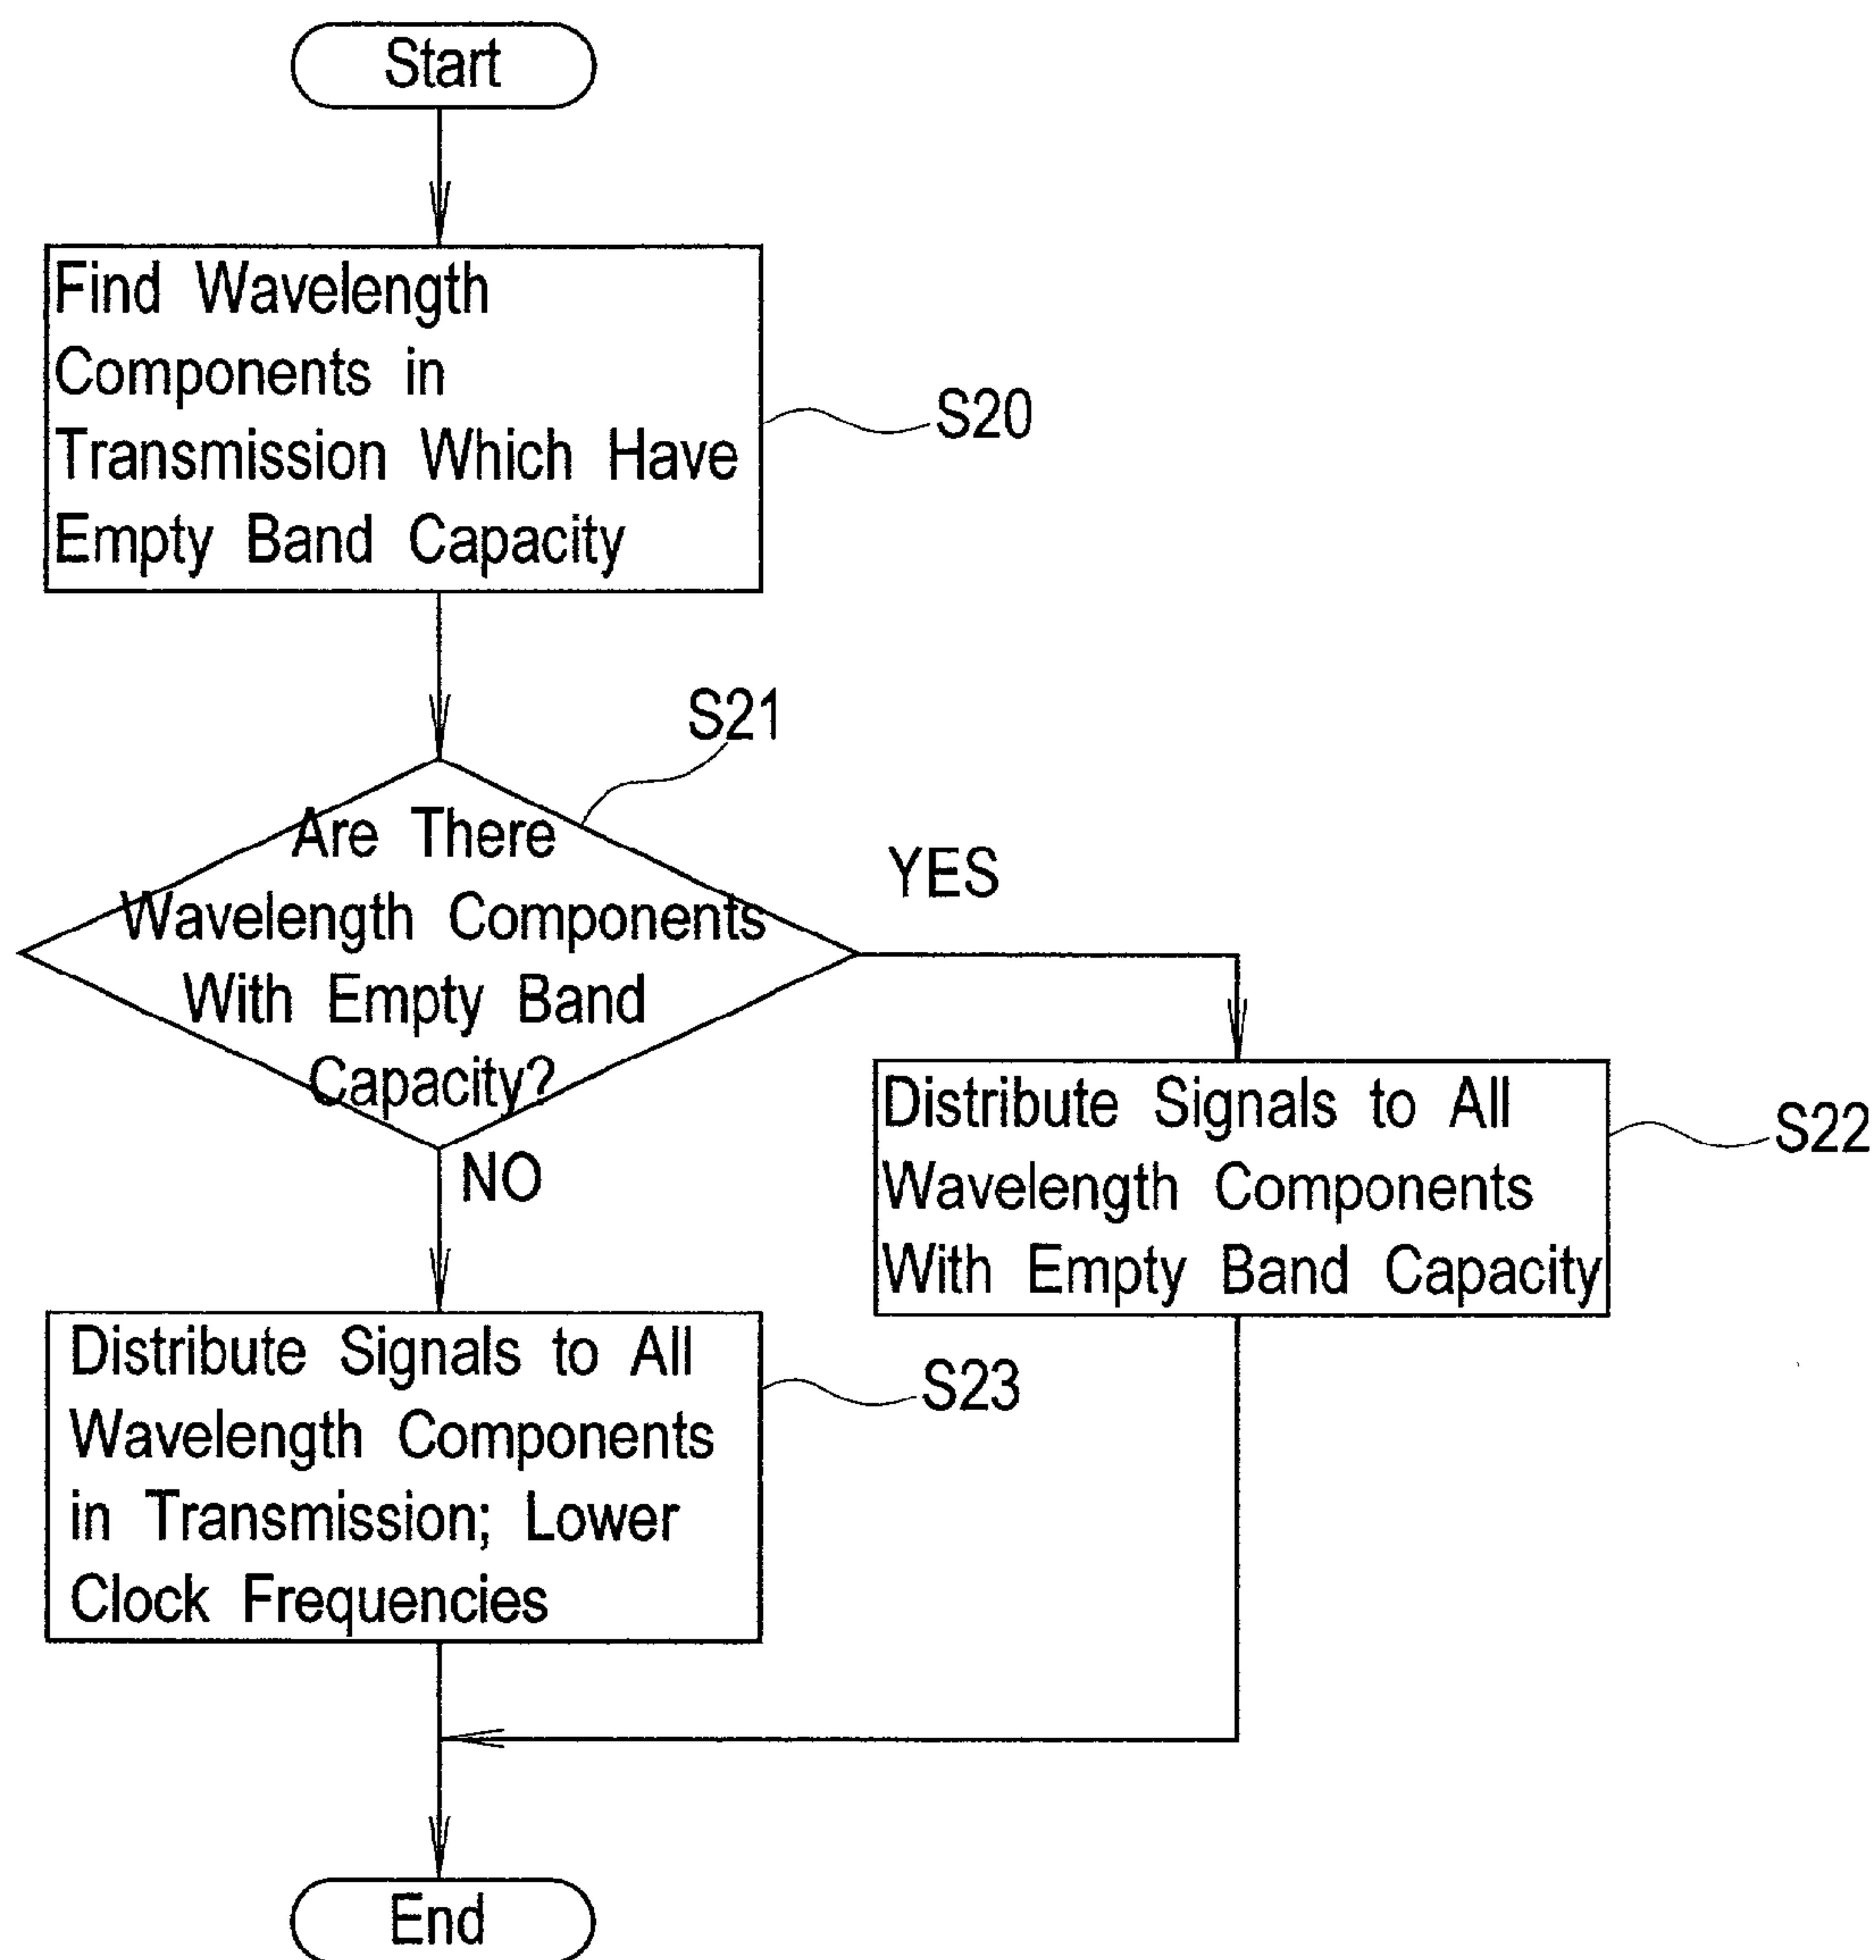 Start
Find Wavelength
Components in
Transmission Which Have
Empty Band Capacity
S20
S21
Are There
Wavelength Components
With Empty Band
Capacity?
YES
NO
Distribute Signals to All
Wavelength Components
With Empty Band Capacity
S22
Distribute Signals to All
Wavelength Components
in Transmission; Lower
Clock Frequencies
S23
End